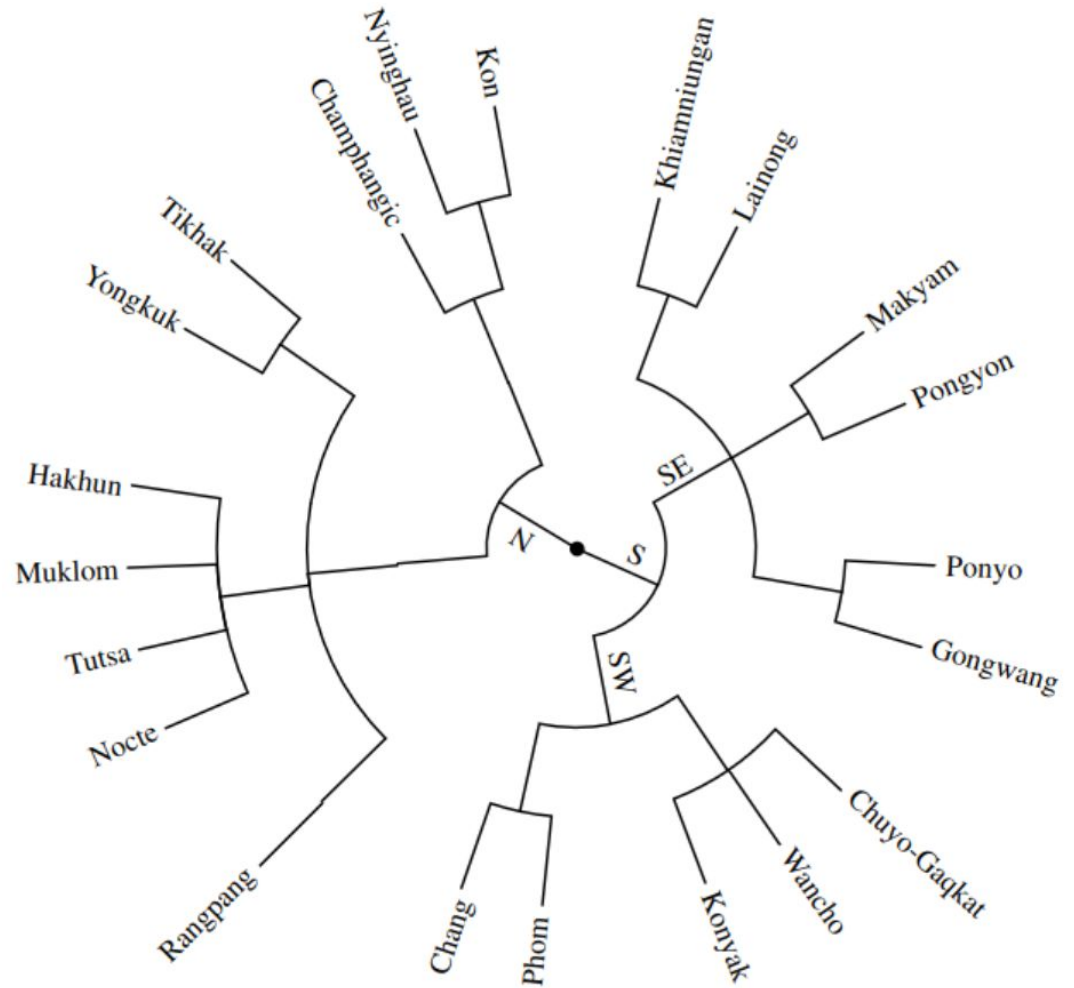 Nyinghau
Kon
Champhangic
Khiamniungan
Lainong
Tikhak
Yongkuk
Makyam
Pongyon
Hakhun
Muklom
Tutsa
Nocte
Rangpang
N
S
SE
SW
Ponyo
Gongwang
Chang
Phom
Konyak
Wancho
Chuyo-Gaqkat